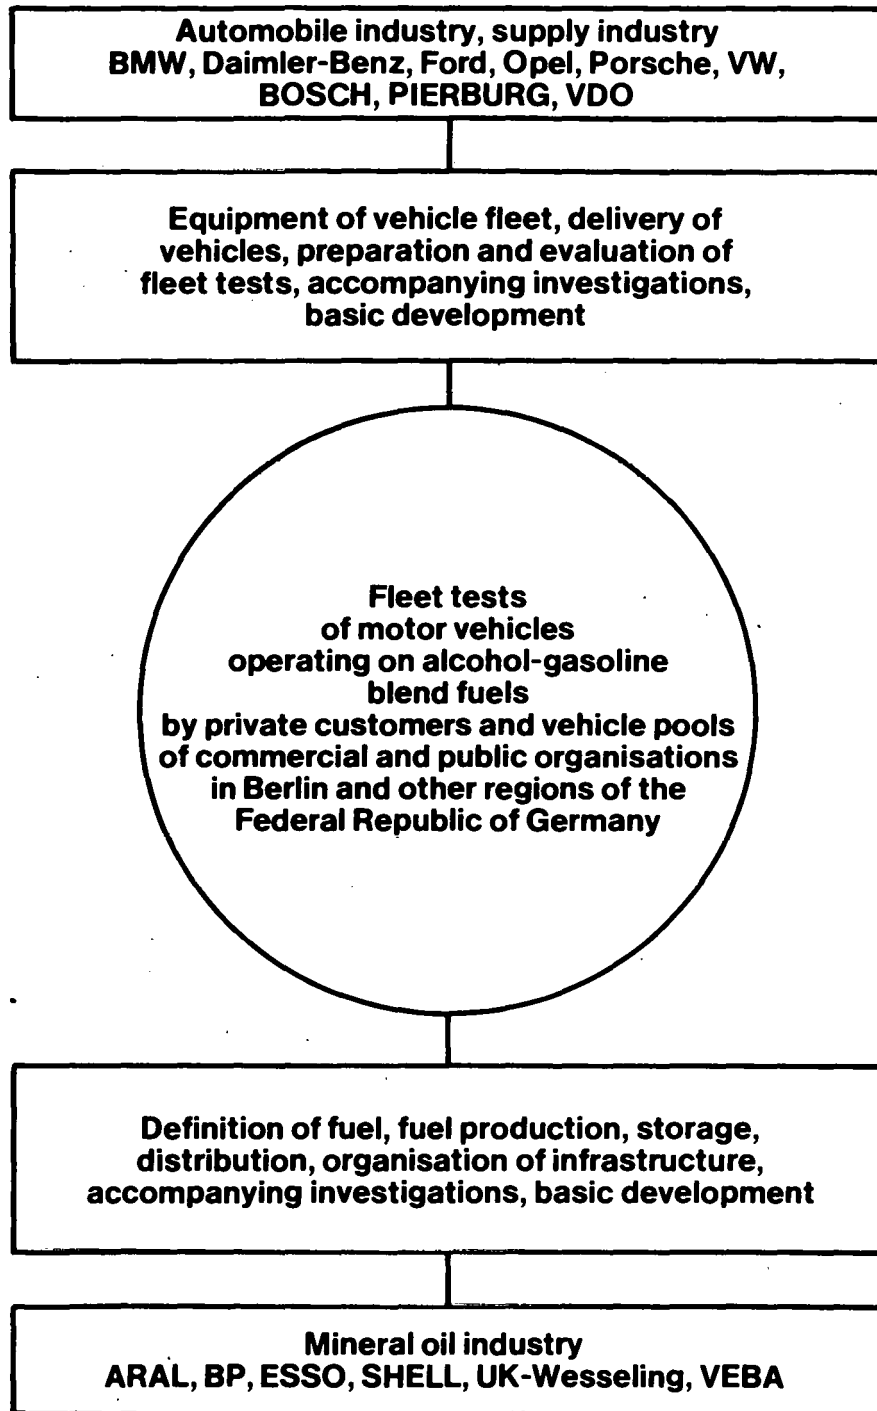 Automobile industry, supply industry
BMW, Daimler-Benz, Ford, Opel, Porsche, VW,
BOSCH, PIERBURG, VDO
Equipment of vehicle fleet, delivery of
vehicles, preparation and evaluation of
fleet tests, accompanying investigations,
basic development
Fleet tests
of motor vehicles
operating on alcohol-gasoline
blend fuels
by private customers and vehicle pools
of commercial and public organisations
in Berlin and other regions of the
Federal Republic of Germany
Definition of fuel, fuel production, storage,
distribution, organisation of infrastructure,
accompanying investigations, basic development
Mineral oil industry
ARAL, BP, ESSO, SHELL, UK-Wesseling, VEBA